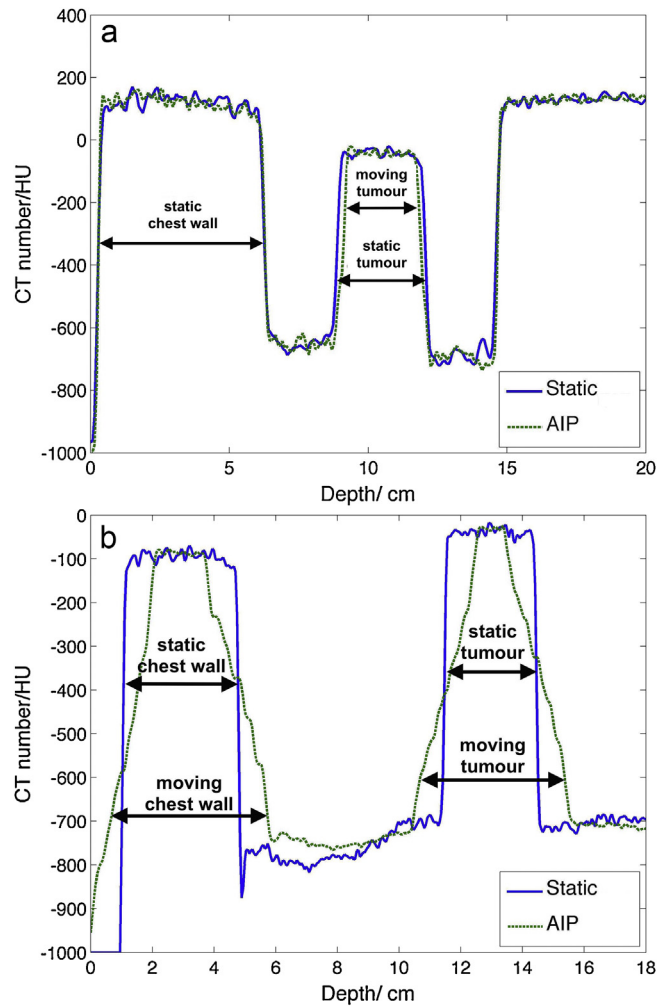 a
400
200
0
-200
-400
-600
-800
-1000
CT number/HU
static
chest wall
moving
tumour
static
tumour
Static
AIP
0
5
10
15
20
Depth/ cm
b
0
-100
-200
-300
-400
-500
-600
-700
-800
-900
-1000
CT number/HU
static
chest wall
moving
chest wall
static
tumour
moving
tumour
Static
AIP
0
2
4
6
8
10
12
14
16
18
Depth/ cm